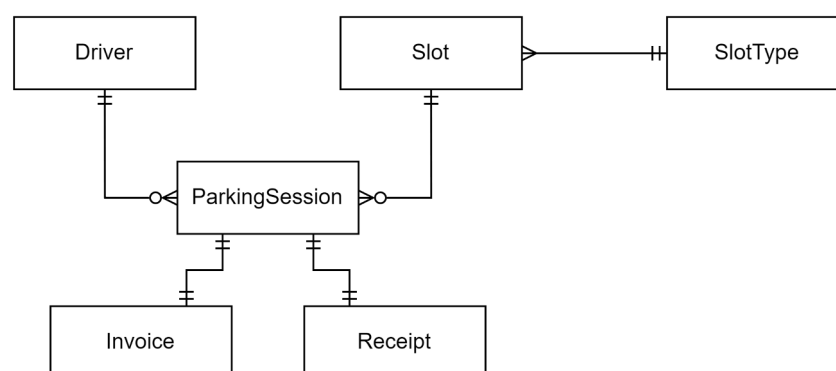 Driver
Slot
SlotType
ParkingSession
Invoice
Receipt